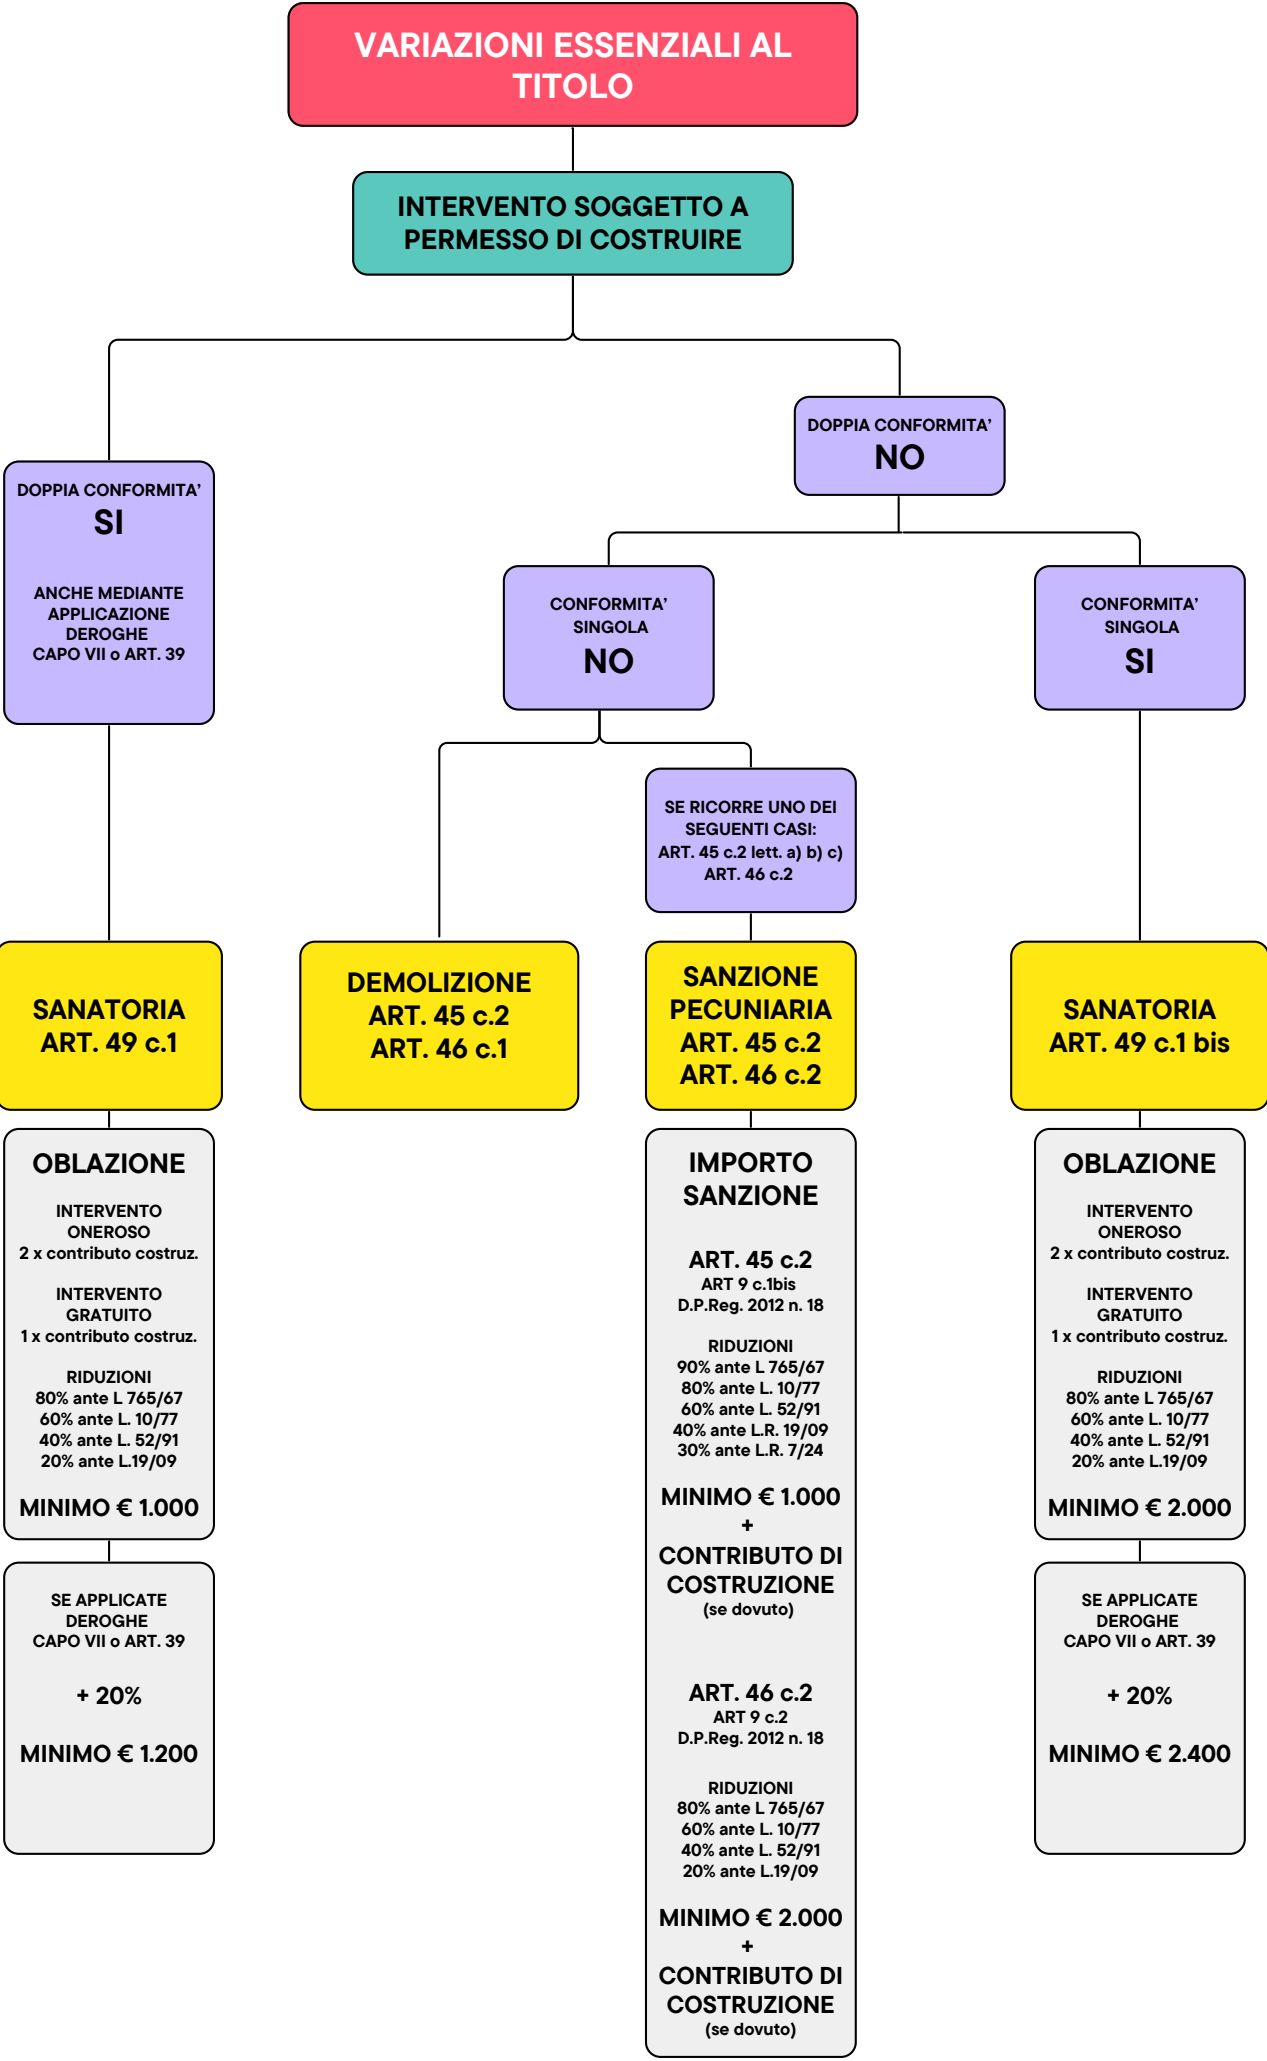 VARIAZIONI ESSENZIALI AL
TITOLO
INTERVENTO SOGGETTO A
PERMESSO DI COSTRUIRE
DOPPIA CONFORMITA’
SI
ANCHE MEDIANTE
APPLICAZIONE
DEROGHE
CAPO VII o ART. 39
DOPPIA CONFORMITA’
NO
CONFORMITA’
SINGOLA
NO
CONFORMITA’
SINGOLA
SI
SE RICORRE UNO DEI
SEGUENTI CASI:
ART. 45 c.2 lett. a) b) c)
ART. 46 c.2
SANATORIA
ART. 49 c.1
DEMOLIZIONE
ART. 45 c.2
ART. 46 c.1
SANZIONE
PECUNIARIA
ART. 45 c.2
ART. 46 c.2
SANATORIA
ART. 49 c.1 bis
OBLAZIONE
INTERVENTO
ONEROSO
2 x contributo costruz.
INTERVENTO
GRATUITO
1 x contributo costruz.
RIDUZIONI
80% ante L 765/67
60% ante L. 10/77
40% ante L. 52/91
20% ante L.19/09
MINIMO € 1.000
SE APPLICATE
DEROGHE
CAPO VII o ART. 39
+ 20%
MINIMO € 1.200
IMPORTO
SANZIONE
ART. 45 c.2
ART 9 c.1bis
D.P.Reg. 2012 n. 18
RIDUZIONI
90% ante L 765/67
80% ante L. 10/77
60% ante L. 52/91
40% ante L.R. 19/09
30% ante L.R. 7/24
MINIMO € 1.000
+
CONTRIBUTO DI
COSTRUZIONE
(se dovuto)
ART. 46 c.2
ART 9 c.2
D.P.Reg. 2012 n. 18
RIDUZIONI
80% ante L 765/67
60% ante L. 10/77
40% ante L. 52/91
20% ante L.19/09
MINIMO € 2.000
+
CONTRIBUTO DI
COSTRUZIONE
(se dovuto)
OBLAZIONE
INTERVENTO
ONEROSO
2 x contributo costruz.
INTERVENTO
GRATUITO
1 x contributo costruz.
RIDUZIONI
80% ante L 765/67
60% ante L. 10/77
40% ante L. 52/91
20% ante L.19/09
MINIMO € 2.000
SE APPLICATE
DEROGHE
CAPO VII o ART. 39
+ 20%
MINIMO € 2.400